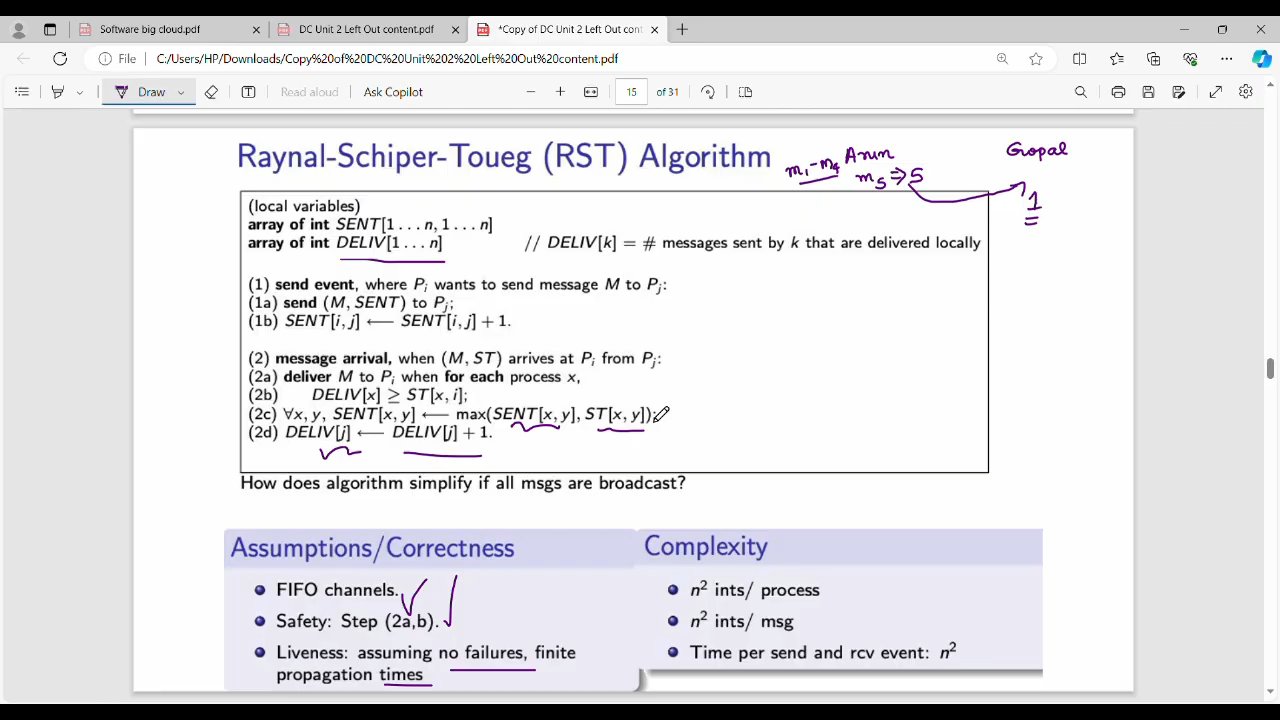 Software big cloud.pdf
DC Unit 2 Left Out content.pdf
*Copy of DC Unit 2 Left Out cont
File
C:/Users/HP/Downloads/Copy%20of%20DC%20Unit%202%20Left%20Out%20content.pdf
Draw
Read aloud
Ask Copilot
15
of 31
Raynal-Schiper-Toueg (RST) Algorithm
m1-m4 Arun
m5 ⇒ 5
Gopal
1
(local variables)
array of int SENT[1 . . . n, 1 . . . n]
array of int DELIV[1 . . . n] // DELIV[k] = # messages sent by k that are delivered locally
(1) send event, where Pi wants to send message M to Pj:
(1a) send (M, SENT) to Pj;
(1b) SENT[i, j] ⟵ SENT[i, j] + 1.
(2) message arrival, when (M, ST) arrives at Pi from Pj:
(2a) deliver M to Pi when for each process x,
(2b) DELIV[x] ≥ ST[x, i];
(2c) ∀x, y, SENT[x, y] ⟵ max(SENT[x, y], ST[x, y]);
(2d) DELIV[j] ⟵ DELIV[j] + 1.
How does algorithm simplify if all msgs are broadcast?
Assumptions/Correctness
FIFO channels.
Safety: Step (2a,b).
Liveness: assuming no failures, finite
propagation times
Complexity
n² ints/ process
n² ints/ msg
Time per send and rcv event: n²